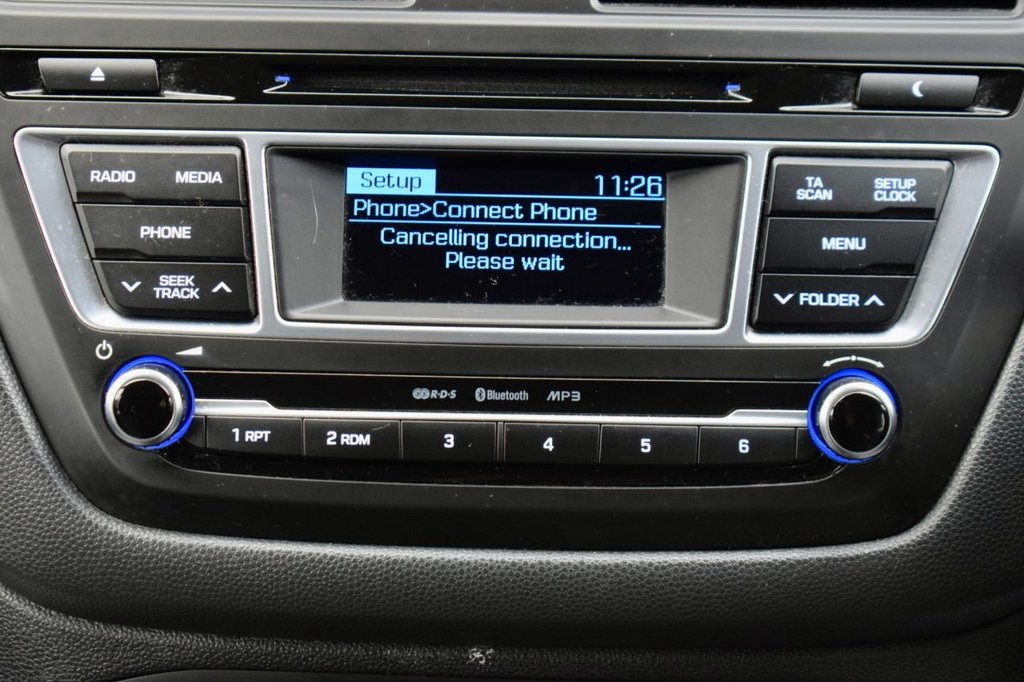 RADIO MEDIA
PHONE
SEEK
TRACK
Setup 11:26
Phone>Connect Phone
Cancelling connection...
Please wait
TA
SCAN
SETUP
CLOCK
MENU
FOLDER
R·D·S Bluetooth MP3
1 RPT 2 RDM 3 4 5 6